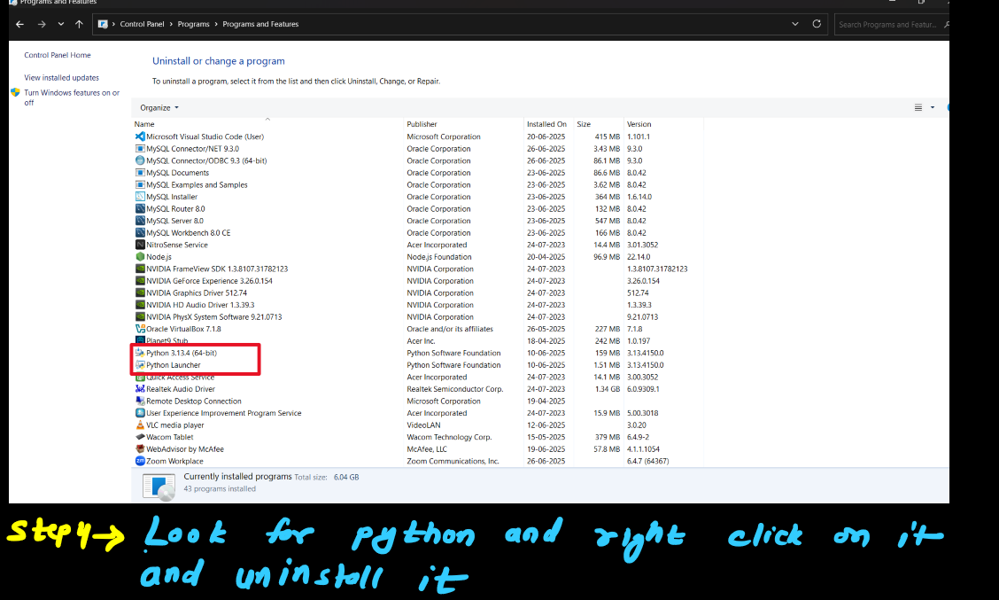 Programs and Features
Control Panel > Programs > Programs and Features
Search Programs and Featur...
Control Panel Home
View installed updates
Turn Windows features on or
off
Uninstall or change a program
To uninstall a program, select it from the list and then click Uninstall, Change, or Repair.
Organize
Name Publisher Installed On Size Version
Microsoft Visual Studio Code (User) Microsoft Corporation 20-06-2025 415 MB 1.101.1
MySQL Connector/NET 9.3.0 Oracle Corporation 26-06-2025 3.43 MB 9.3.0
MySQL Connector/ODBC 9.3 (64-bit) Oracle Corporation 26-06-2025 86.1 MB 9.3.0
MySQL Documents Oracle Corporation 23-06-2025 86.6 MB 8.0.42
MySQL Examples and Samples Oracle Corporation 23-06-2025 3.62 MB 8.0.42
MySQL Installer Oracle Corporation 23-06-2025 364 MB 1.6.14.0
MySQL Router 8.0 Oracle Corporation 23-06-2025 132 MB 8.0.42
MySQL Server 8.0 Oracle Corporation 23-06-2025 547 MB 8.0.42
MySQL Workbench 8.0 CE Oracle Corporation 23-06-2025 166 MB 8.0.42
NitroSense Service Acer Incorporated 24-07-2023 14.4 MB 3.01.3052
Node.js Node.js Foundation 20-04-2025 96.9 MB 22.14.0
NVIDIA FrameView SDK 1.3.8107.31782123 NVIDIA Corporation 24-07-2023 1.3.8107.31782123
NVIDIA GeForce Experience 3.26.0.154 NVIDIA Corporation 24-07-2023 3.26.0.154
NVIDIA Graphics Driver 512.74 NVIDIA Corporation 24-07-2023 512.74
NVIDIA HD Audio Driver 1.3.39.3 NVIDIA Corporation 24-07-2023 1.3.39.3
NVIDIA PhysX System Software 9.21.0713 NVIDIA Corporation 24-07-2023 9.21.0713
Oracle VirtualBox 7.1.8 Oracle and/or its affiliates 26-05-2025 227 MB 7.1.8
Planet9 Stub Acer Inc. 18-04-2025 242 MB 1.0.197
Python 3.13.4 (64-bit) Python Software Foundation 10-06-2025 159 MB 3.13.4150.0
Python Launcher Python Software Foundation 10-06-2025 1.51 MB 3.13.4150.0
Quick Access Service Acer Incorporated 24-07-2023 14.1 MB 3.00.3052
Realtek Audio Driver Realtek Semiconductor Corp. 24-07-2023 1.34 GB 6.0.9309.1
Remote Desktop Connection Microsoft Corporation 19-04-2025
User Experience Improvement Program Service Acer Incorporated 24-07-2023 15.9 MB 5.00.3018
VLC media player VideoLAN 12-06-2025 3.0.20
Wacom Tablet Wacom Technology Corp. 15-05-2025 379 MB 6.4.9-2
WebAdvisor by McAfee McAfee, LLC 19-06-2025 57.8 MB 4.1.1.1054
Zoom Workplace Zoom Communications, Inc. 26-06-2025 6.4.7 (64367)
Currently installed programs Total size: 6.04 GB
43 programs installed
Step 4→ Look for python and right click on it
and uninstall it